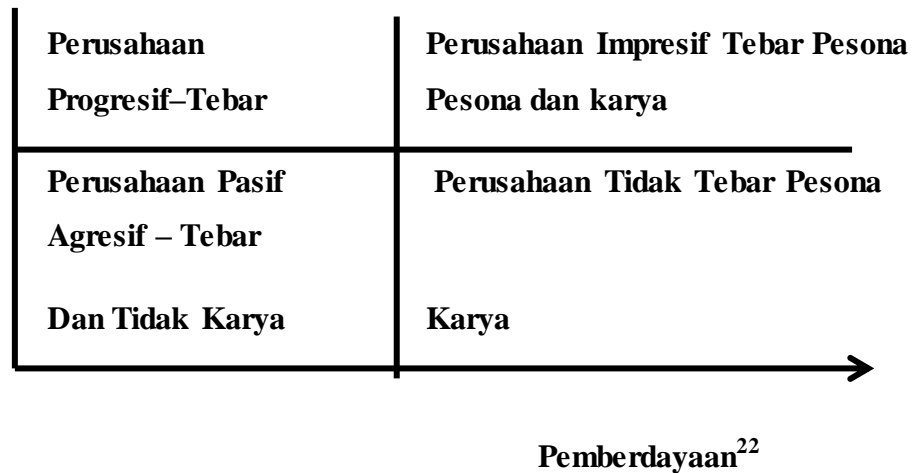 Perusahaan
Progresif–Tebar
Perusahaan Impresif Tebar Pesona
Pesona dan karya
Perusahaan Pasif
Agresif – Tebar
Dan Tidak Karya
Perusahaan Tidak Tebar Pesona
Karya
Pemberdayaan²²